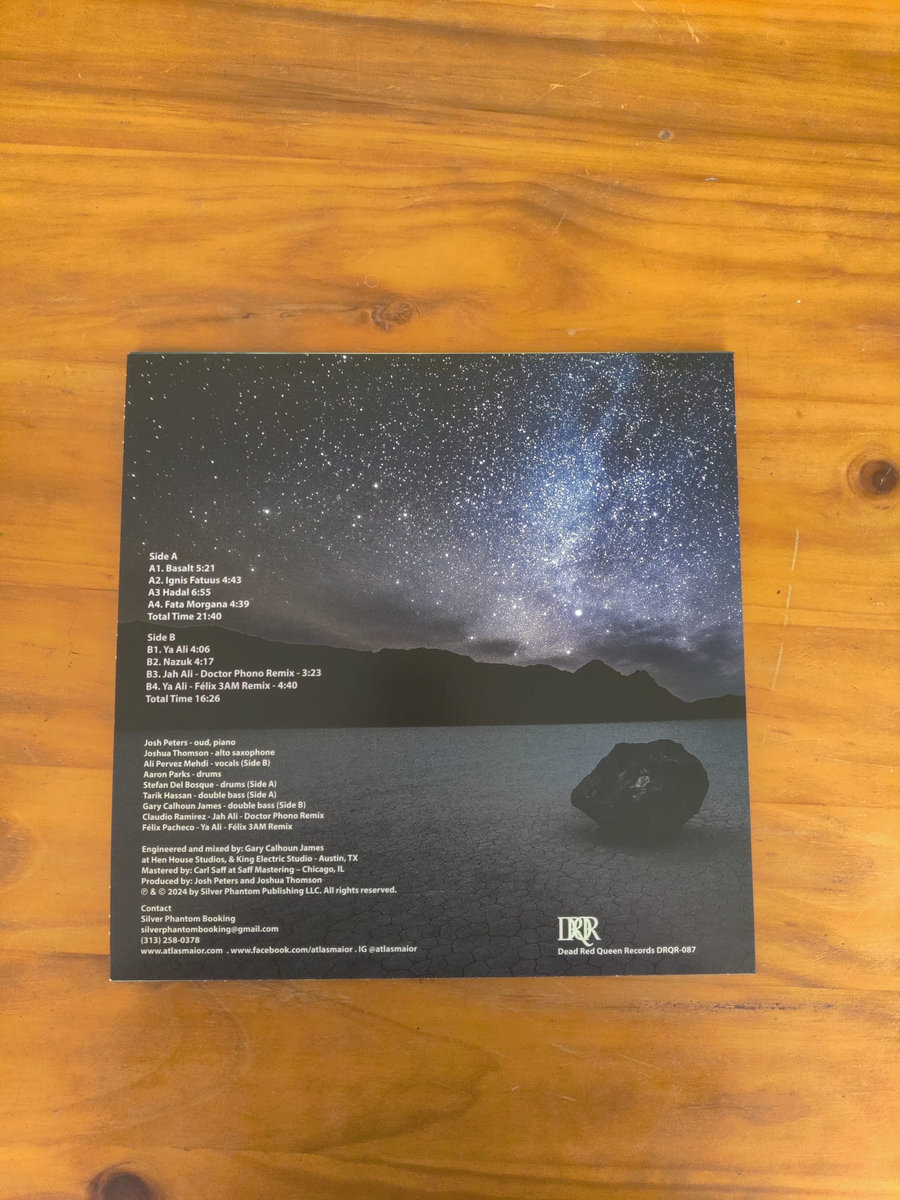 Side A
A1. Basalt 5:21
A2. Ignis Fatuus 4:43
A3 Hadal 6:55
A4. Fata Morgana 4:39
Total Time 21:40
Side B
B1. Ya Ali 4:06
B2. Nazuk 4:17
B3. Jah Ali - Doctor Phono Remix - 3:23
B4. Ya Ali - Félix 3AM Remix - 4:40
Total Time 16:26
Josh Peters - oud, piano
Joshua Thomson - alto saxophone
Ali Pervez Mehdi - vocals (Side B)
Aaron Parks - drums
Stefan Del Bosque - drums (Side A)
Tarik Hassan - double bass (Side A)
Gary Calhoun James - double bass (Side B)
Claudio Ramirez - Jah Ali - Doctor Phono Remix
Félix Pacheco - Ya Ali - Félix 3AM Remix
Engineered and mixed by: Gary Calhoun James
at Hen House Studios, & King Electric Studio - Austin, TX
Mastered by: Carl Saff at Saff Mastering – Chicago, IL
Produced by: Josh Peters and Joshua Thomson
℗ & © 2024 by Silver Phantom Publishing LLC. All rights reserved.
Contact
Silver Phantom Booking
silverphantombooking@gmail.com
(313) 258-0378
www.atlasmaior.com . www.facebook.com/atlasmaior . IG @atlasmaior
DRQR
Dead Red Queen Records DRQR-087